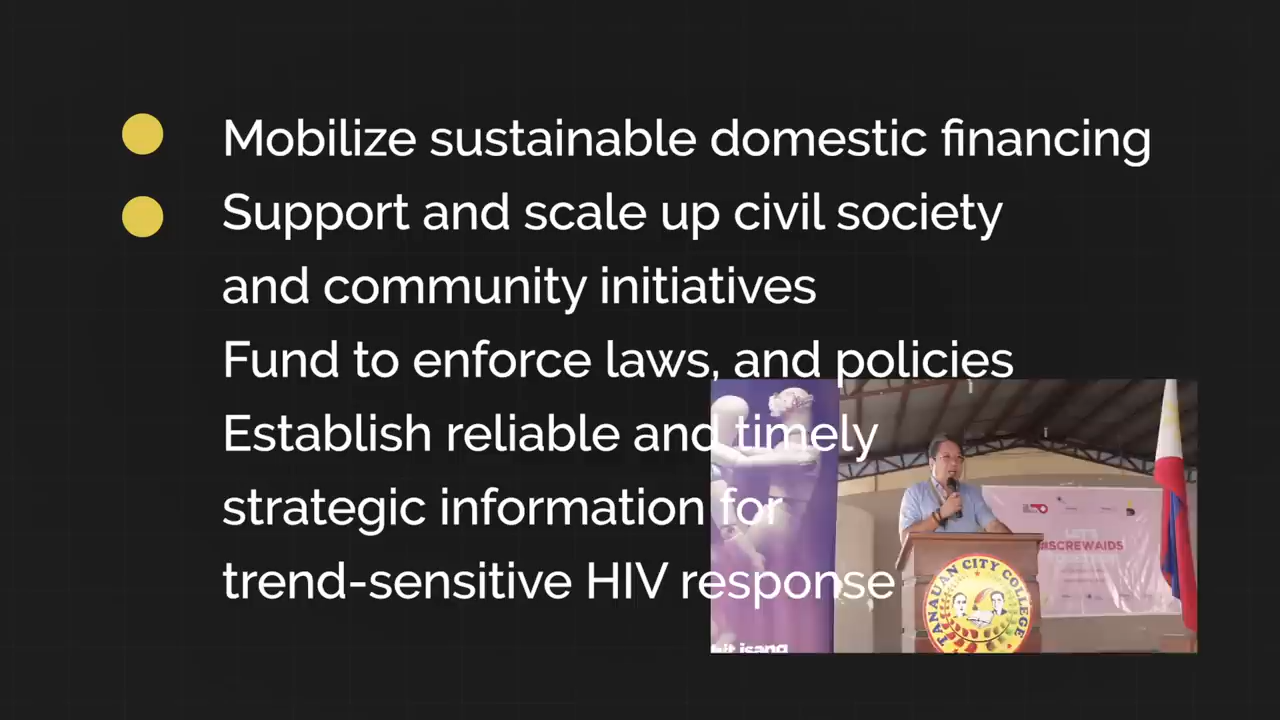 Mobilize sustainable domestic financing
Support and scale up civil society
and community initiatives
Fund to enforce laws, and policies
Establish reliable and timely
strategic information for
trend-sensitive HIV response
#SCREWAIDS
TANAUAN CITY COLLEGE
isang